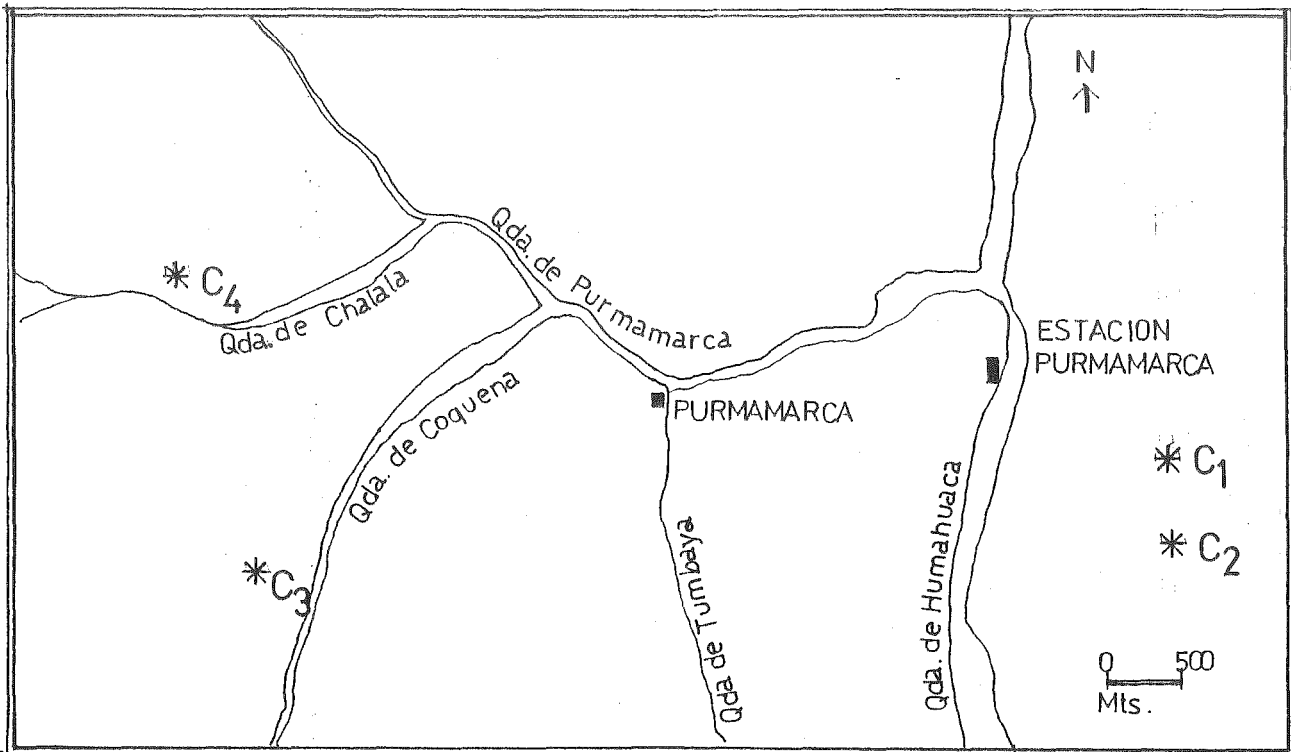 N
Qda. de Purmamarca
C4
Qda. de Chalala
ESTACION
PURMAMARCA
PURMAMARCA
Qda. de Coquena
C1
C2
C3
Qda de Tumbaya
Qda. de Humahuaca
0 500
Mts.